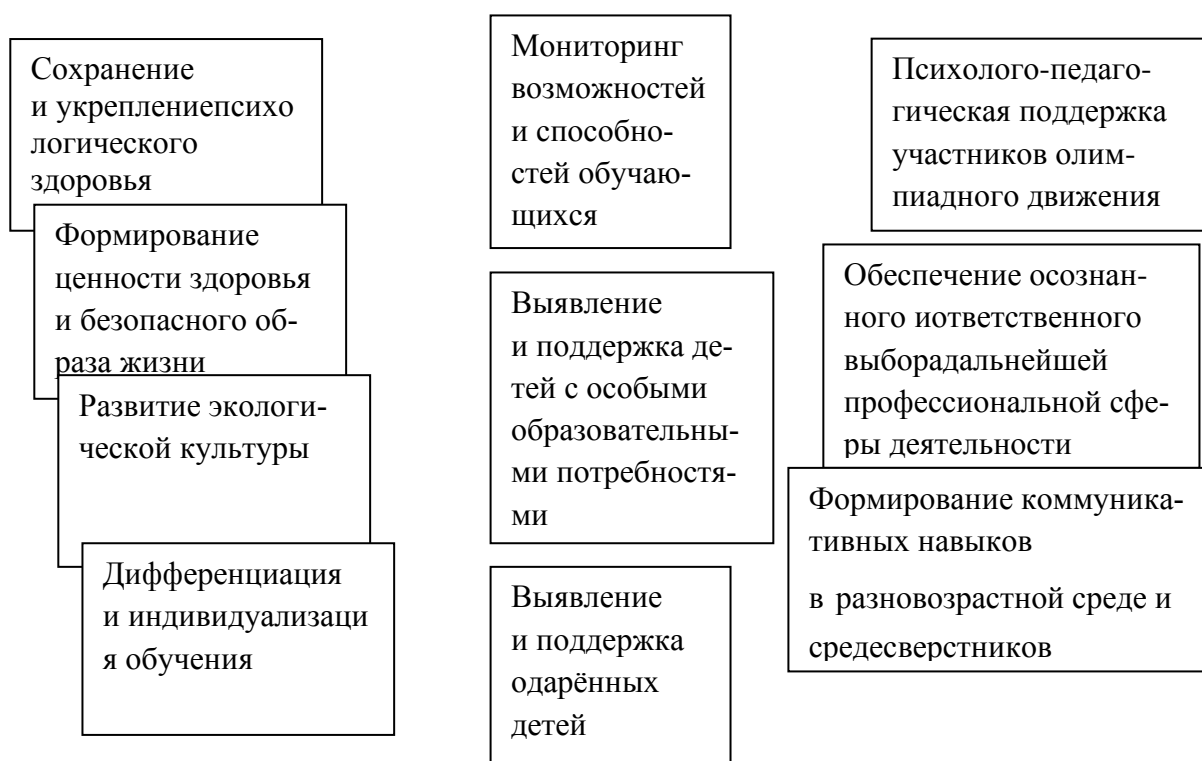 Сохранение
и укреплениепсихо
логического
здоровья
Формирование
ценности здоровья
и безопасного об-
раза жизни
Развитие экологи-
ческой культуры
Дифференциация
и индивидуализаци
я обучения
Мониторинг
возможностей
и способно-
стей обучаю-
щихся
Выявление
и поддержка де-
тей с особыми
образовательны-
ми потребностя-
ми
Выявление
и поддержка
одарённых
детей
Психолого-педаго-
гическая поддержка
участников олим-
пиадного движения
Обеспечение осознан-
ного иответственного
выборадальнейшей
профессиональной сфе-
ры деятельности
Формирование коммуника-
тивных навыков
в разновозрастной среде и
средесверстников